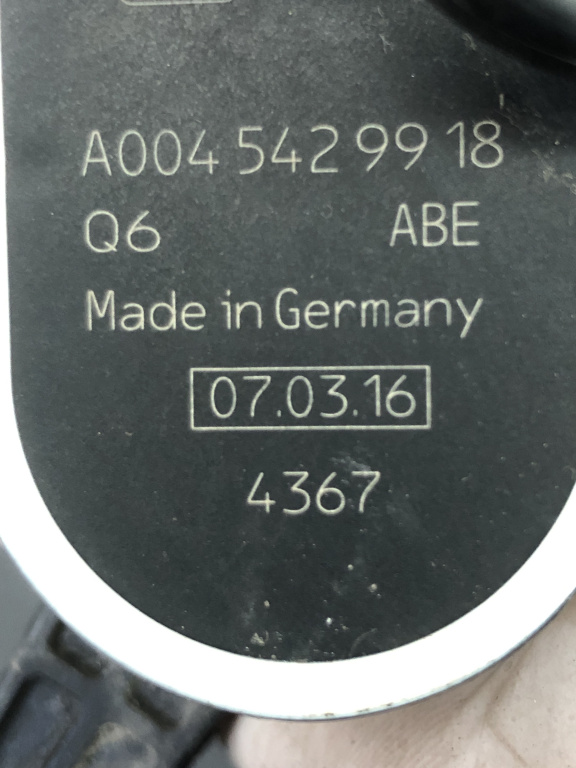 A004 542 99 18
Q6 ABE
Made in Germany
07.03.16
4367